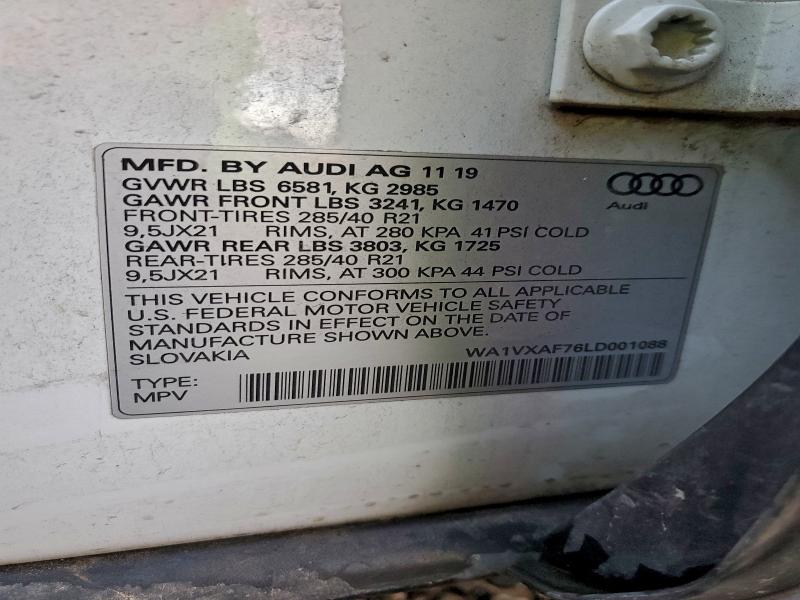 MFD. BY AUDI AG 11 19
GVWR LBS 6581, KG 2985
GAWR FRONT LBS 3241, KG 1470
FRONT-TIRES 285/40 R21
9,5JX21 RIMS, AT 280 KPA 41 PSI COLD
GAWR REAR LBS 3803, KG 1725
REAR-TIRES 285/40 R21
9,5JX21 RIMS, AT 300 KPA 44 PSI COLD
Audi
THIS VEHICLE CONFORMS TO ALL APPLICABLE
U.S. FEDERAL MOTOR VEHICLE SAFETY
STANDARDS IN EFFECT ON THE DATE OF
MANUFACTURE SHOWN ABOVE.
SLOVAKIA WA1VXAF76LD001088
TYPE:
MPV